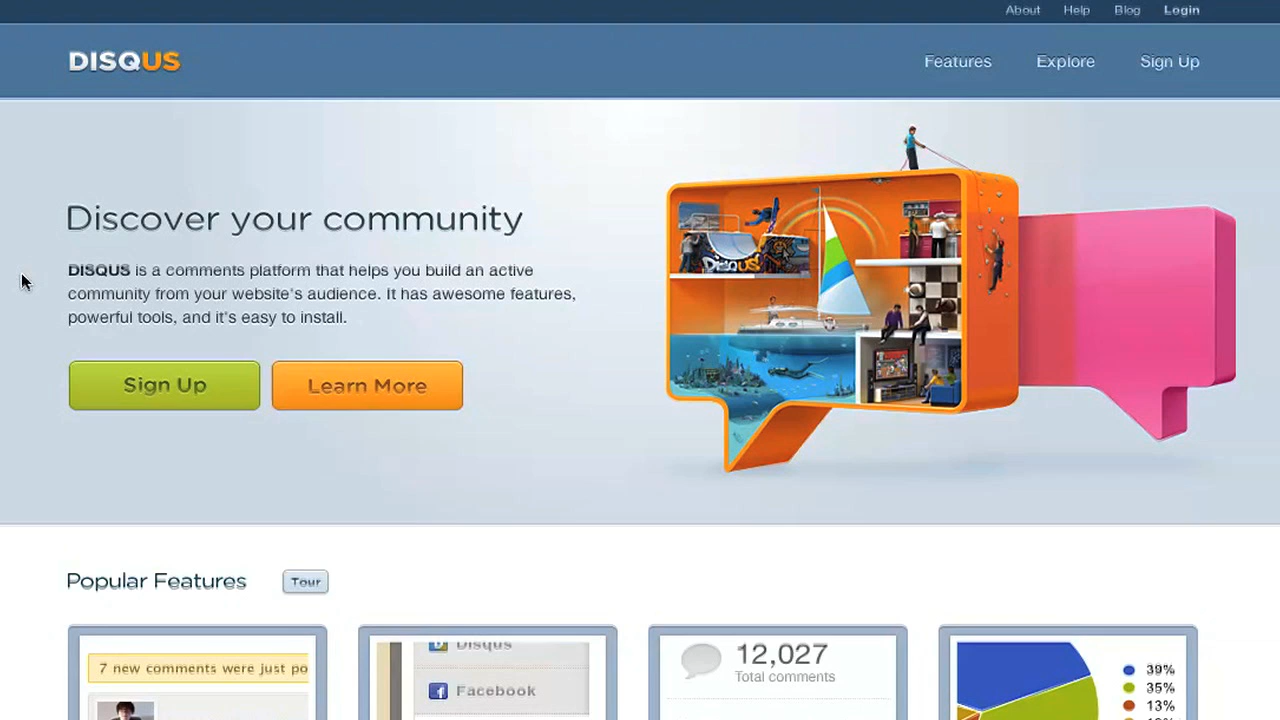 About Help Blog Login
DISQUS
Features Explore Sign Up
Discover your community
DISQUS is a comments platform that helps you build an active
community from your website's audience. It has awesome features,
powerful tools, and it's easy to install.
Sign Up Learn More
DISQUS
Popular Features Tour
7 new comments were just po
Disqus
Facebook
12,027
Total comments
39%
35%
13%